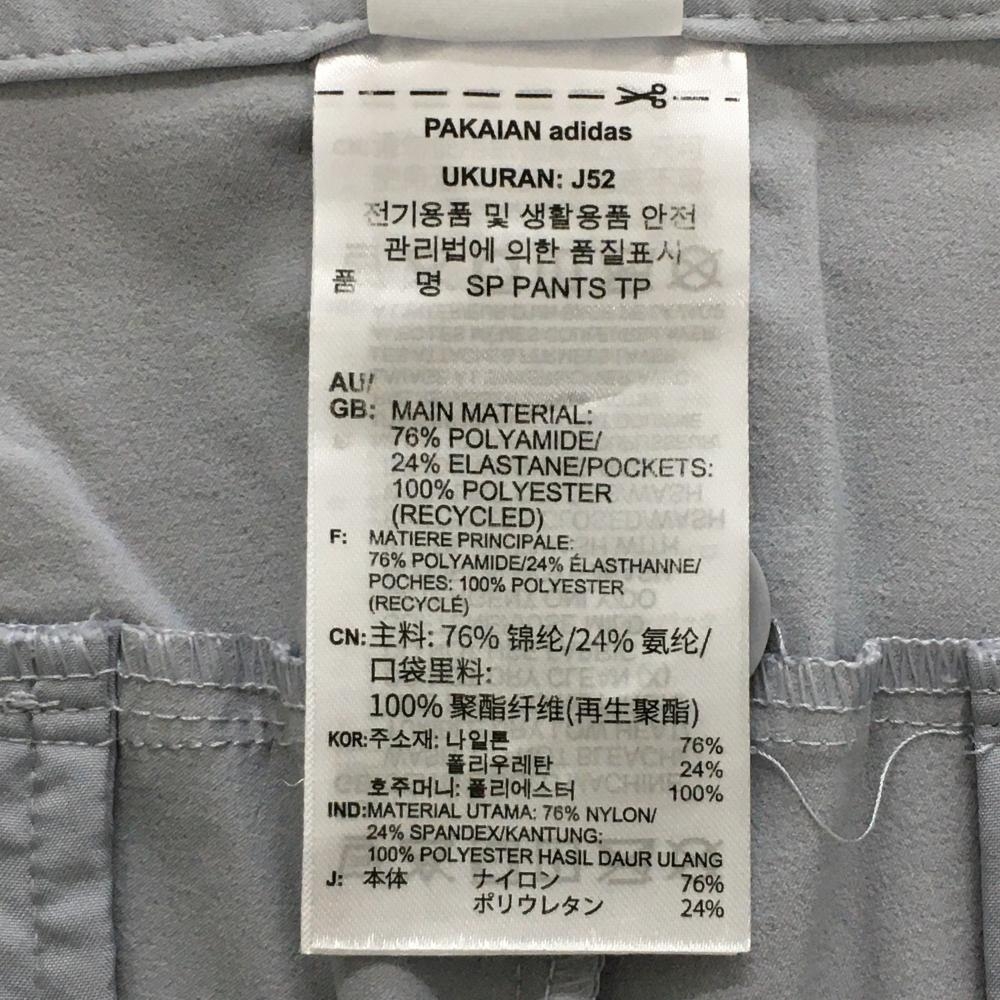 PAKAIAN adidas
UKURAN: J52
전기용품 및 생활용품 안전
관리법에 의한 품질표시
품 명 SP PANTS TP
AU/
GB: MAIN MATERIAL:
76% POLYAMIDE/
24% ELASTANE/POCKETS:
100% POLYESTER
(RECYCLED)
F: MATIERE PRINCIPALE:
76% POLYAMIDE/24% ÉLASTHANNE/
POCHES: 100% POLYESTER
(RECYCLÉ)
CN: 主料: 76% 锦纶/24% 氨纶/
口袋里料:
100% 聚酯纤维(再生聚酯)
KOR: 주소재: 나일론 76%
폴리우레탄 24%
호주머니: 폴리에스터 100%
IND: MATERIAL UTAMA: 76% NYLON/
24% SPANDEX/KANTUNG:
100% POLYESTER HASIL DAUR ULANG
J: 本体 ナイロン 76%
ポリウレタン 24%